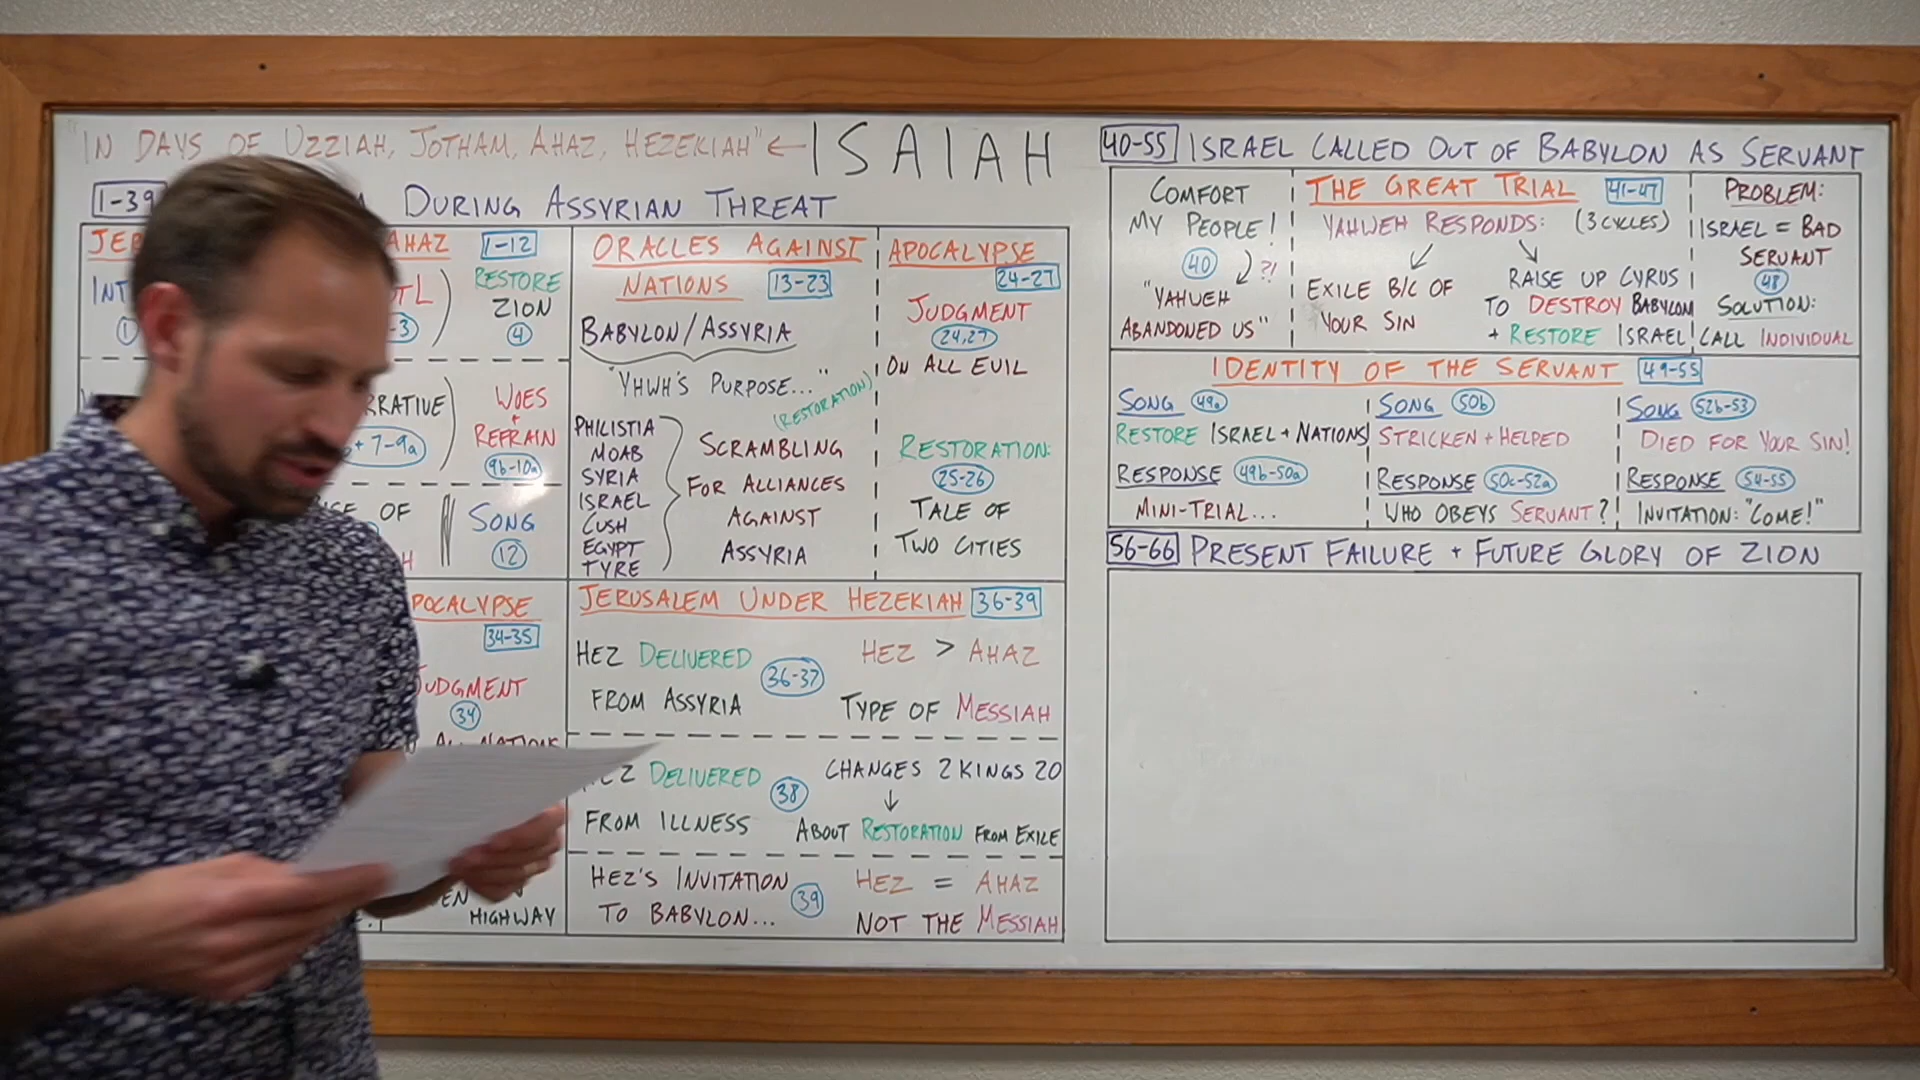 "IN DAYS OF UZZIAH, JOTHAM, AHAZ, HEZEKIAH" ← ISAIAH
1-39
DURING ASSYRIAN THREAT
AHAZ 1-12
RESTORE
ZION
4
1
-3
RRATIVE
+ 7-9a
WOES
+
REFRAIN
9b-10a
OF
SONG
12
ORACLES AGAINST
NATIONS 13-23
BABYLON/ASSYRIA
"YHWH'S PURPOSE..."
(RESTORATION)
PHILISTIA
MOAB
SYRIA
ISRAEL
CUSH
EGYPT
TYRE
SCRAMBLING
FOR ALLIANCES
AGAINST
ASSYRIA
APOCALYPSE
24-27
JUDGMENT
24,27
ON ALL EVIL
RESTORATION:
25-26
TALE OF
TWO CITIES
POCALYPSE
34-35
JUDGMENT
34
ALL NATIONS
HIGHWAY
JERUSALEM UNDER HEZEKIAH 36-39
HEZ DELIVERED
FROM ASSYRIA
36-37
HEZ > AHAZ
TYPE OF MESSIAH
HEZ DELIVERED
FROM ILLNESS
38
CHANGES 2 KINGS 20
↓
ABOUT RESTORATION FROM EXILE
HEZ'S INVITATION
TO BABYLON...
39
HEZ = AHAZ
NOT THE MESSIAH
40-55 ISRAEL CALLED OUT OF BABYLON AS SERVANT
COMFORT
MY PEOPLE!
40 ?!
"YAHWEH
ABANDONED US"
THE GREAT TRIAL 41-47
YAHWEH RESPONDS: (3 CYCLES)
EXILE B/C OF
YOUR SIN
RAISE UP CYRUS
TO DESTROY BABYLON
+ RESTORE ISRAEL
PROBLEM:
ISRAEL = BAD
SERVANT
48
SOLUTION:
CALL INDIVIDUAL
IDENTITY OF THE SERVANT 49-55
SONG 49a
RESTORE ISRAEL + NATIONS
RESPONSE 49b-50a
MINI-TRIAL...
SONG 50b
STRICKEN + HELPED
RESPONSE 50c-52a
WHO OBEYS SERVANT?
SONG 52b-53
DIED FOR YOUR SIN!
RESPONSE 54-55
INVITATION: "COME!"
56-66 PRESENT FAILURE + FUTURE GLORY OF ZION